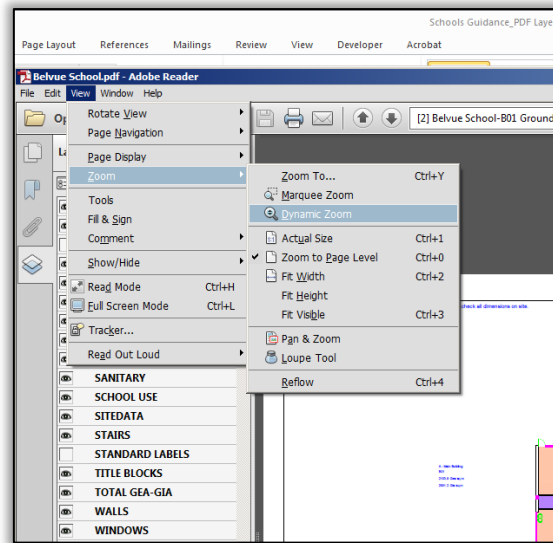 Schools Guidance_PDF Laye
Page Layout References Mailings Review View Developer Acrobat
Belvue School.pdf - Adobe Reader
File Edit View Window Help
Rotate View
Page Navigation
[2] Belvue School-B01 Ground
Page Display
Zoom
Zoom To... Ctrl+Y
Marquee Zoom
Tools
Dynamic Zoom
Fill & Sign
Comment
Actual Size Ctrl+1
Show/Hide
Zoom to Page Level Ctrl+0
Read Mode Ctrl+H
Fit Width Ctrl+2
Full Screen Mode Ctrl+L
Fit Height
Fit Visible Ctrl+3
check all dimensions on site.
Tracker...
Pan & Zoom
Read Out Loud
Loupe Tool
SANITARY
Reflow Ctrl+4
SCHOOL USE
SITEDATA
STAIRS
STANDARD LABELS
TITLE BLOCKS
TOTAL GEA-GIA
WALLS
WINDOWS